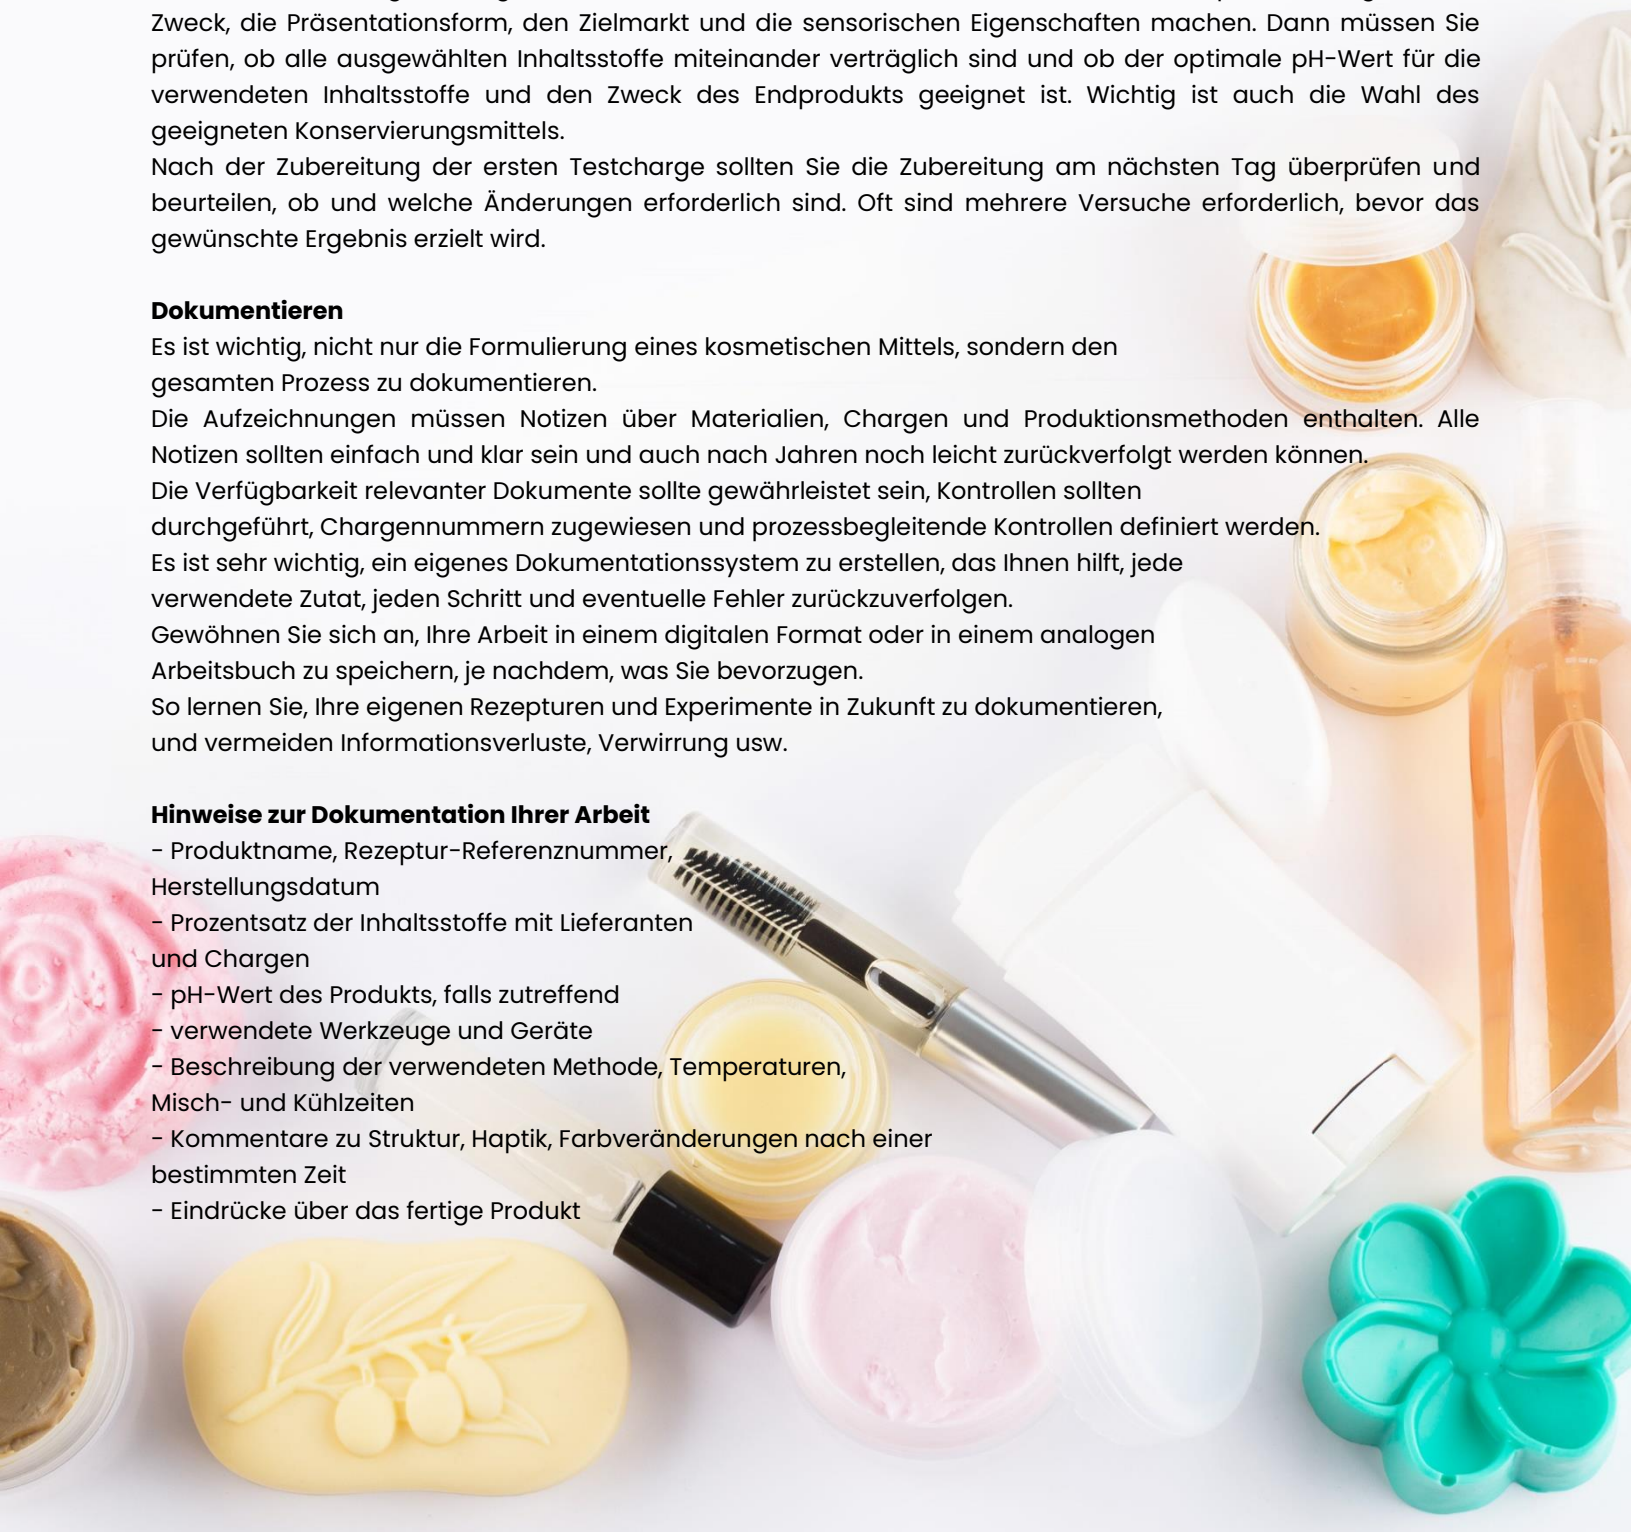 Zweck, die Präsentationsform, den Zielmarkt und die sensorischen Eigenschaften machen. Dann müssen Sie
prüfen, ob alle ausgewählten Inhaltsstoffe miteinander verträglich sind und ob der optimale pH-Wert für die
verwendeten Inhaltsstoffe und den Zweck des Endprodukts geeignet ist. Wichtig ist auch die Wahl des
geeigneten Konservierungsmittels.
Nach der Zubereitung der ersten Testcharge sollten Sie die Zubereitung am nächsten Tag überprüfen und
beurteilen, ob und welche Änderungen erforderlich sind. Oft sind mehrere Versuche erforderlich, bevor das
gewünschte Ergebnis erzielt wird.
Dokumentieren
Es ist wichtig, nicht nur die Formulierung eines kosmetischen Mittels, sondern den
gesamten Prozess zu dokumentieren.
Die Aufzeichnungen müssen Notizen über Materialien, Chargen und Produktionsmethoden enthalten. Alle
Notizen sollten einfach und klar sein und auch nach Jahren noch leicht zurückverfolgt werden können.
Die Verfügbarkeit relevanter Dokumente sollte gewährleistet sein, Kontrollen sollten
durchgeführt, Chargennummern zugewiesen und prozessbegleitende Kontrollen definiert werden.
Es ist sehr wichtig, ein eigenes Dokumentationssystem zu erstellen, das Ihnen hilft, jede
verwendete Zutat, jeden Schritt und eventuelle Fehler zurückzuverfolgen.
Gewöhnen Sie sich an, Ihre Arbeit in einem digitalen Format oder in einem analogen
Arbeitsbuch zu speichern, je nachdem, was Sie bevorzugen.
So lernen Sie, Ihre eigenen Rezepturen und Experimente in Zukunft zu dokumentieren,
und vermeiden Informationsverluste, Verwirrung usw.
Hinweise zur Dokumentation Ihrer Arbeit
- Produktname, Rezeptur-Referenznummer,
Herstellungsdatum
- Prozentsatz der Inhaltsstoffe mit Lieferanten
und Chargen
- pH-Wert des Produkts, falls zutreffend
- verwendete Werkzeuge und Geräte
- Beschreibung der verwendeten Methode, Temperaturen,
Misch- und Kühlzeiten
- Kommentare zu Struktur, Haptik, Farbveränderungen nach einer
bestimmten Zeit
- Eindrücke über das fertige Produkt